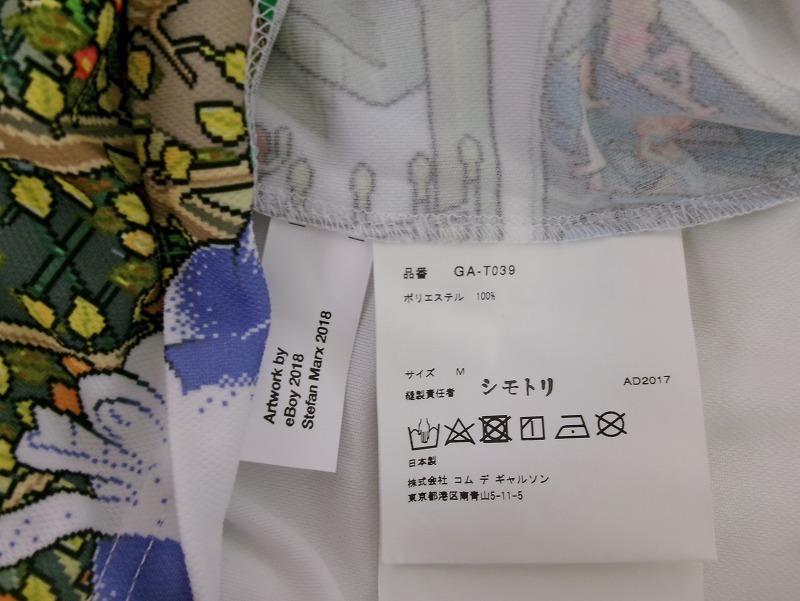 品番 GA-T039
ポリエステル 100%
サイズ M
縫製責任者 シモトリ AD2017
日本製
株式会社 コム デ ギャルソン
東京都港区南青山5-11-5
Artwork by
eBoy 2018
Stefan Marx 2018